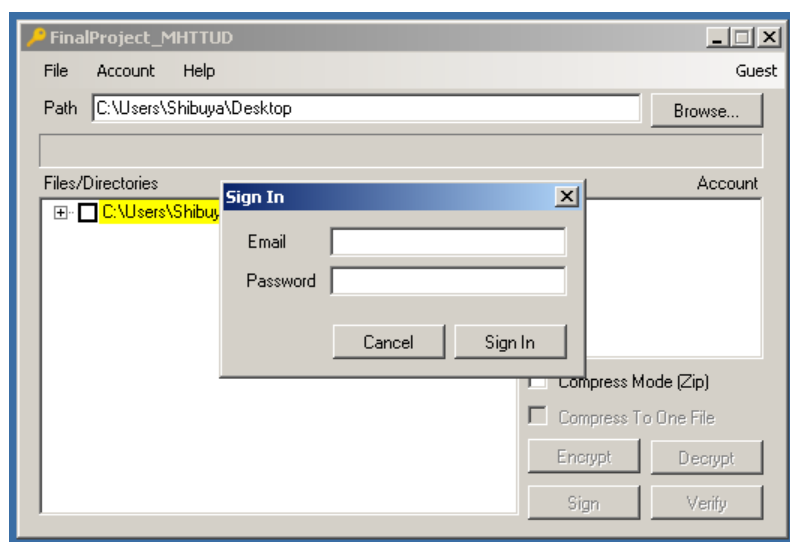 FinalProject_MHTTUD
File Account Help Guest
Path C:\Users\Shibuya\Desktop Browse...
Files/Directories Account
C:\Users\Shibuy
Sign In
Email
Password
Cancel Sign In
Compress Mode (Zip)
Compress To One File
Encrypt Decrypt
Sign Verify